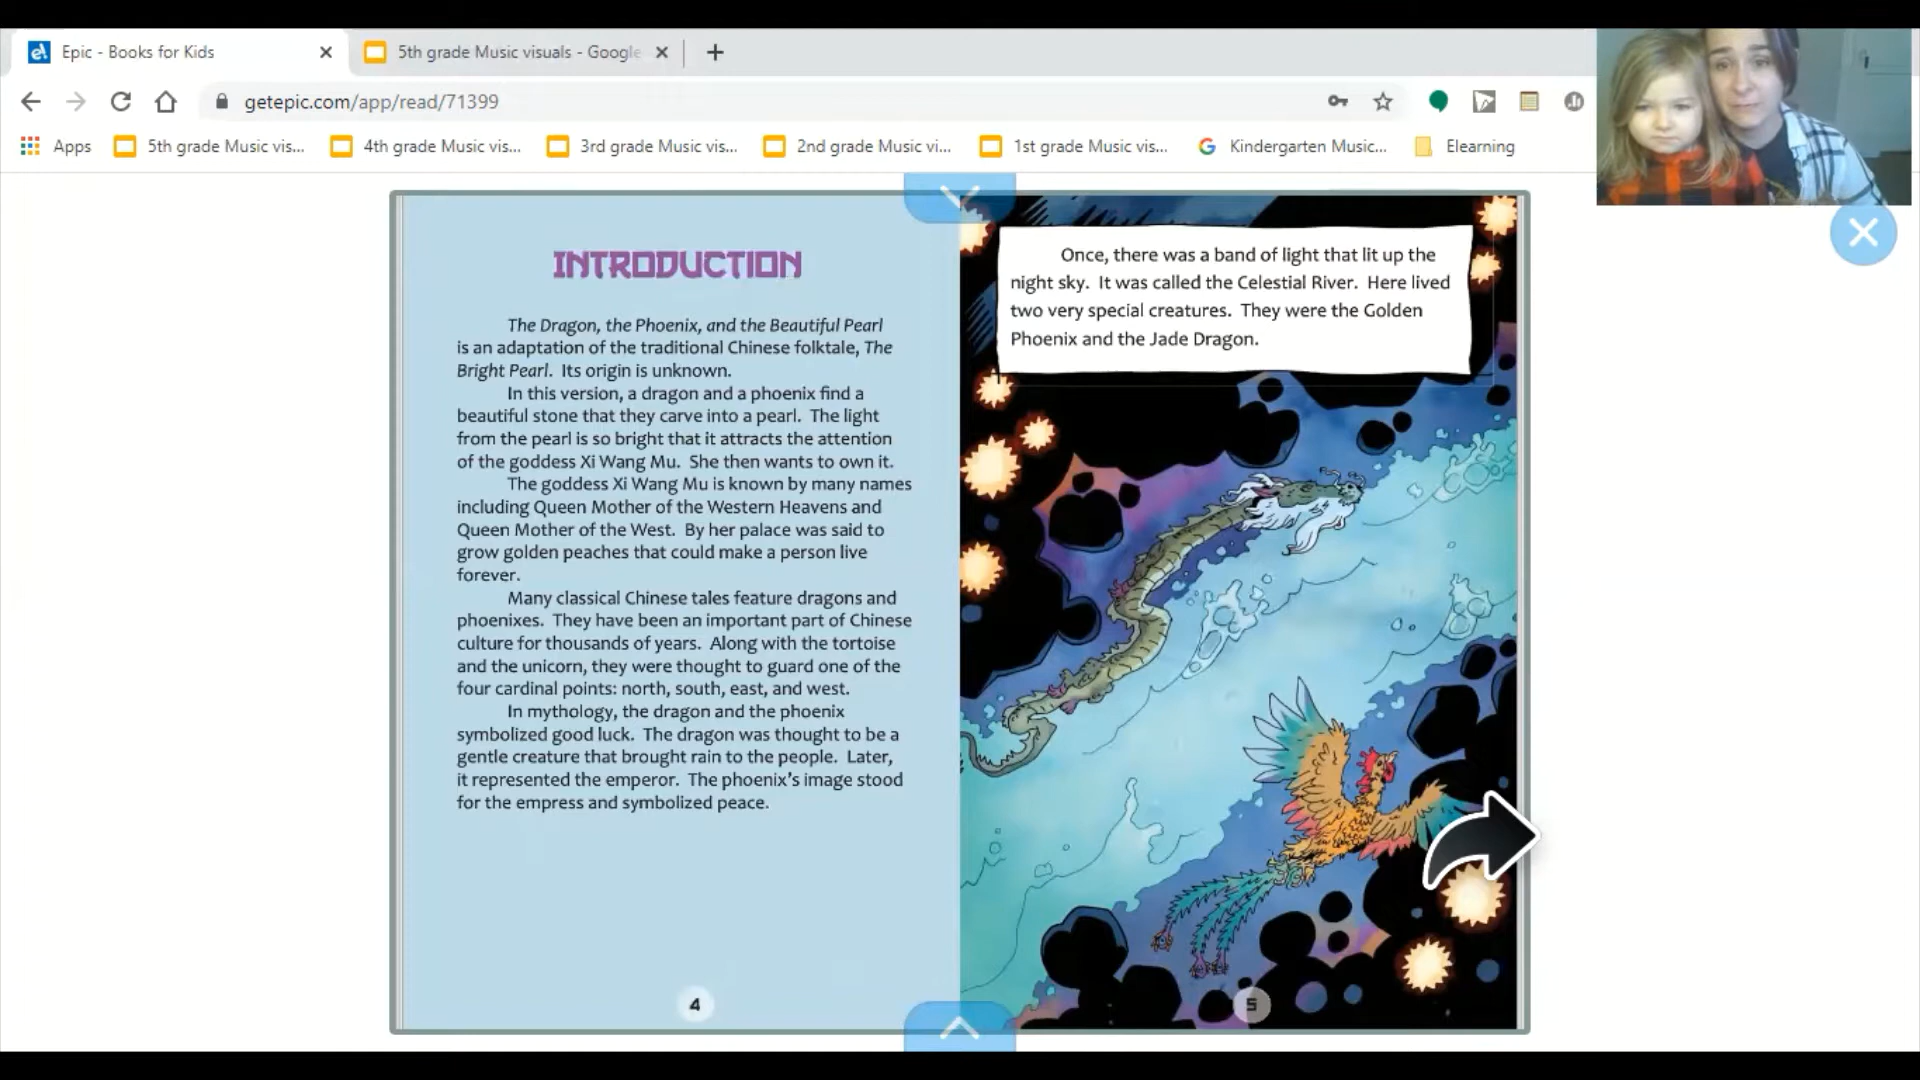 Epic - Books for Kids
5th grade Music visuals - Google
getepic.com/app/read/71399
Apps
5th grade Music vis...
4th grade Music vis...
3rd grade Music vis...
2nd grade Music vi...
1st grade Music vis...
Kindergarten Music...
Elearning
INTRODUCTION
The Dragon, the Phoenix, and the Beautiful Pearl
is an adaptation of the traditional Chinese folktale, The
Bright Pearl. Its origin is unknown.
In this version, a dragon and a phoenix find a
beautiful stone that they carve into a pearl. The light
from the pearl is so bright that it attracts the attention
of the goddess Xi Wang Mu. She then wants to own it.
The goddess Xi Wang Mu is known by many names
including Queen Mother of the Western Heavens and
Queen Mother of the West. By her palace was said to
grow golden peaches that could make a person live
forever.
Many classical Chinese tales feature dragons and
phoenixes. They have been an important part of Chinese
culture for thousands of years. Along with the tortoise
and the unicorn, they were thought to guard one of the
four cardinal points: north, south, east, and west.
In mythology, the dragon and the phoenix
symbolized good luck. The dragon was thought to be a
gentle creature that brought rain to the people. Later,
it represented the emperor. The phoenix's image stood
for the empress and symbolized peace.
4
Once, there was a band of light that lit up the
night sky. It was called the Celestial River. Here lived
two very special creatures. They were the Golden
Phoenix and the Jade Dragon.
5